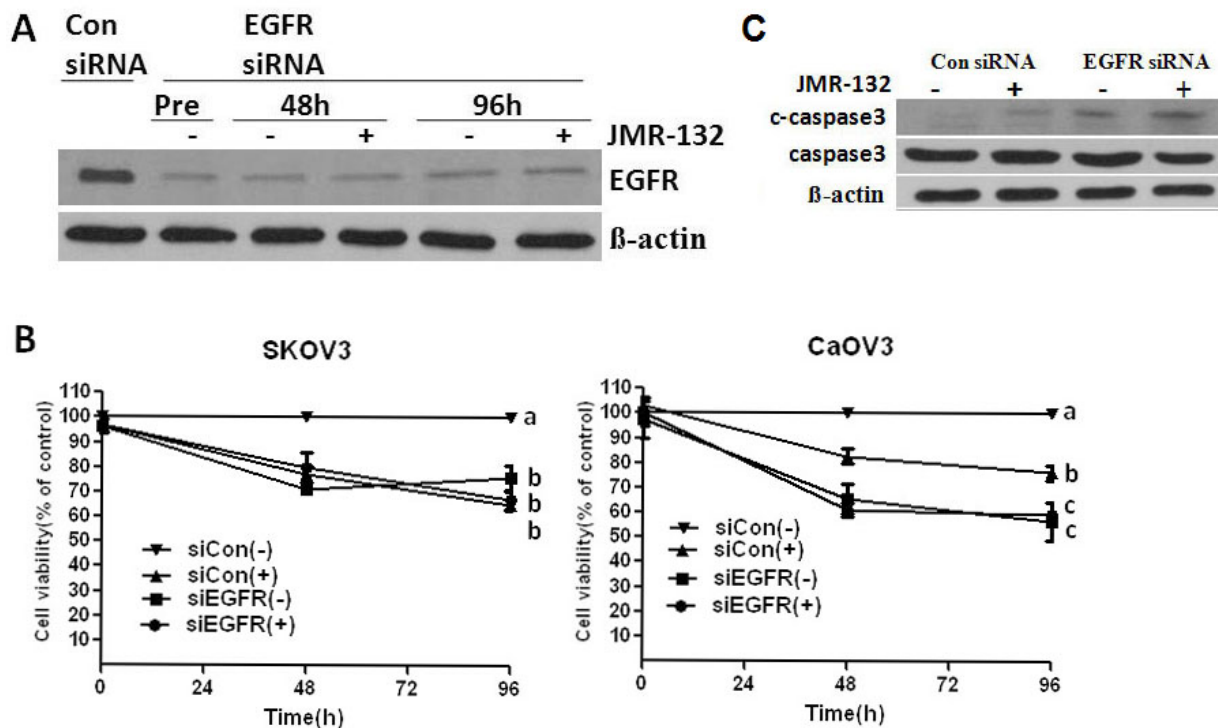 A
Con EGFR
siRNA siRNA
Pre 48h 96h
- - + - + JMR-132
EGFR
ß-actin
C
Con siRNA EGFR siRNA
JMR-132 - + - +
c-caspase3
caspase3
ß-actin
B
SKOV3
Cell viability(% of control)
110
100
90
80
70
60
50
40
30
20
10
a
b
b
b
siCon(-)
siCon(+)
siEGFR(-)
siEGFR(+)
0 24 48 72 96
Time(h)
CaOV3
Cell viability(% of control)
110
100
90
80
70
60
50
40
30
20
10
a
b
c
c
siCon(-)
siCon(+)
siEGFR(-)
siEGFR(+)
0 24 48 72 96
Time(h)